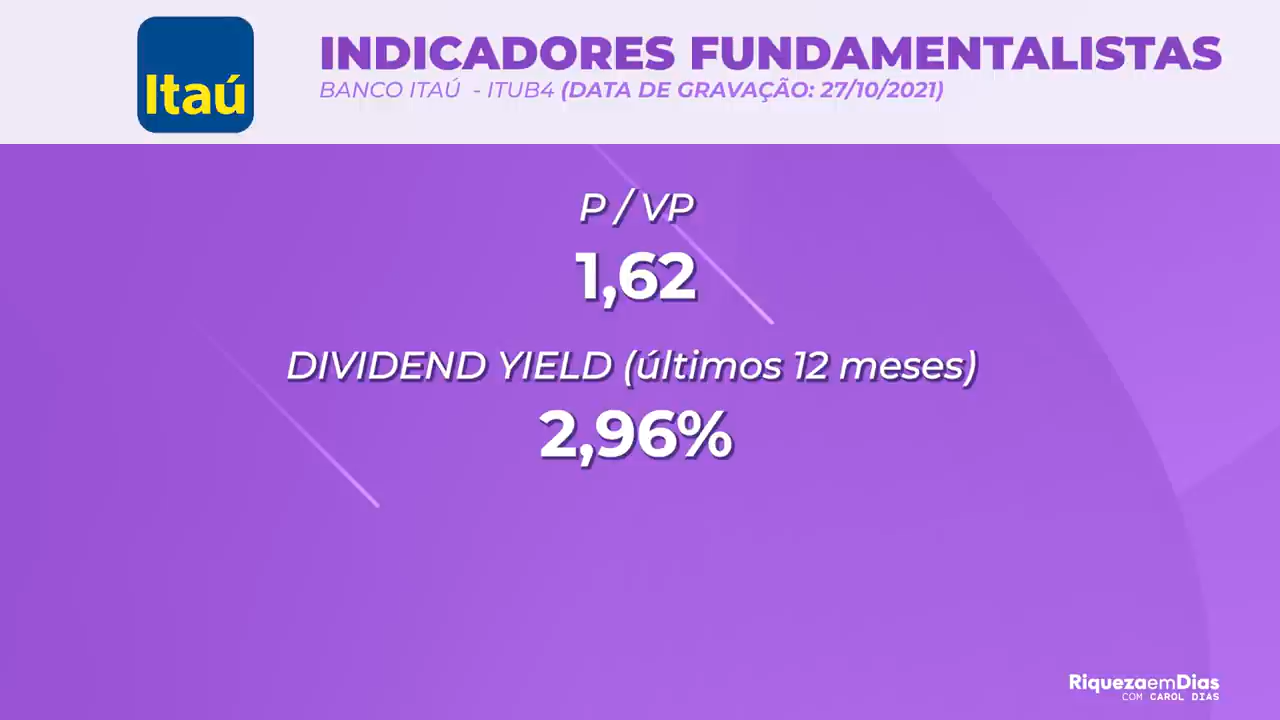 Itaú
INDICADORES FUNDAMENTALISTAS
BANCO ITAÚ - ITUB4 (DATA DE GRAVAÇÃO: 27/10/2021)
P / VP
1,62
DIVIDEND YIELD (últimos 12 meses)
2,96%
RiquezaemDias
COM CAROL DIAS